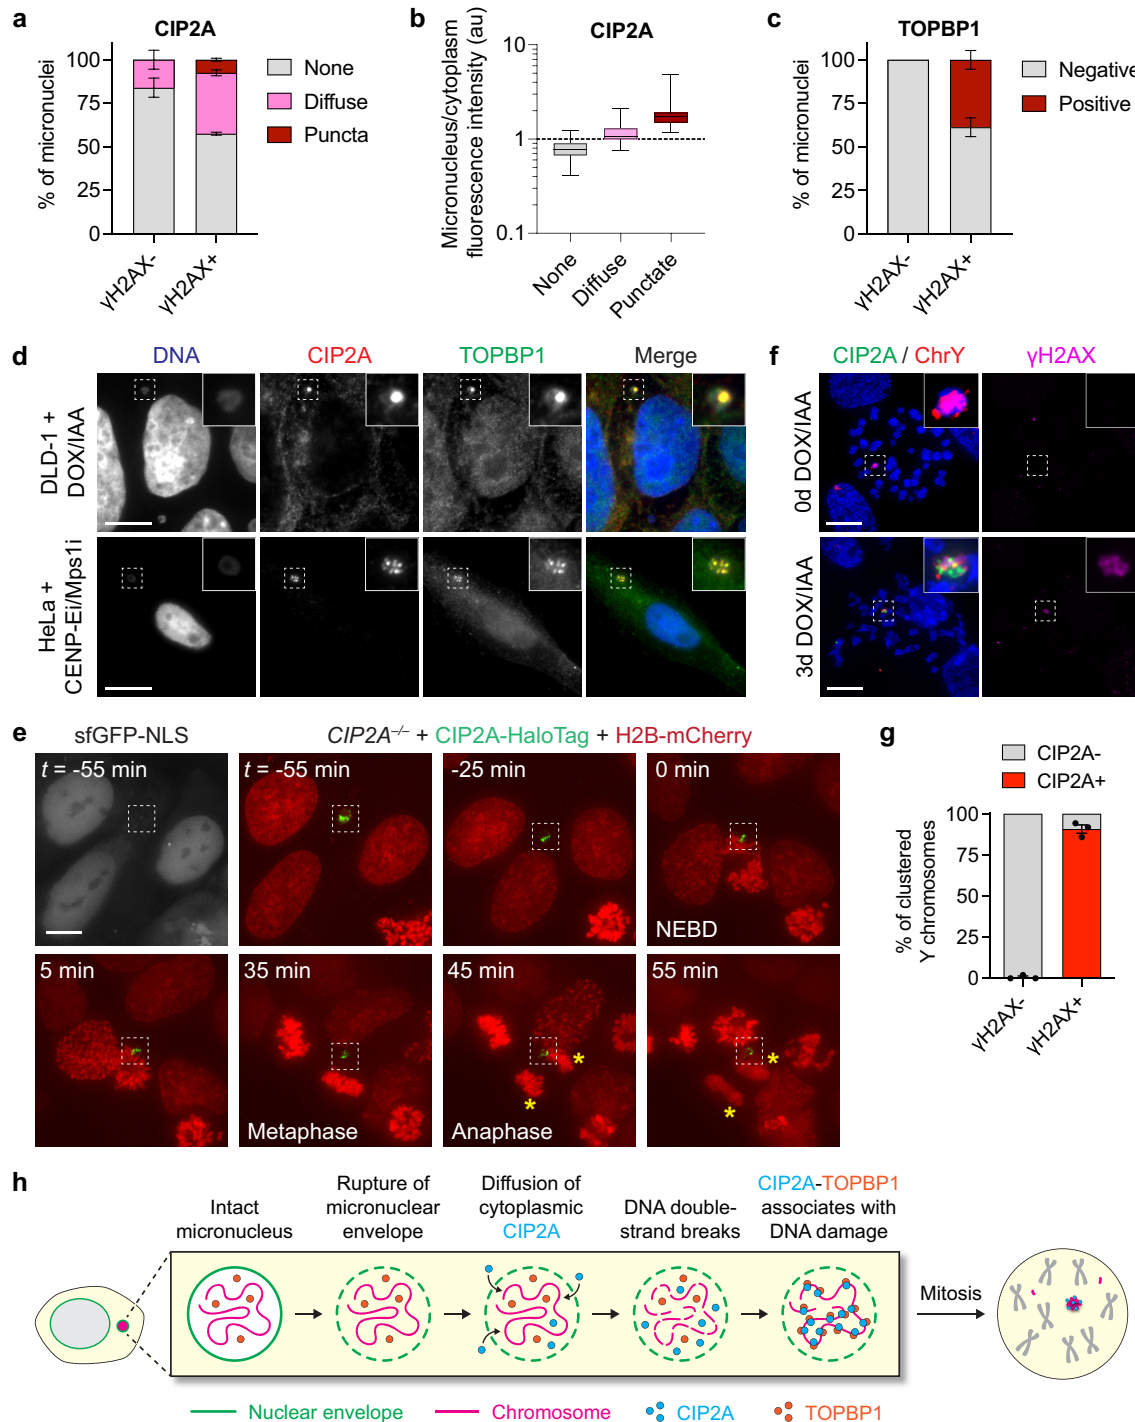 a
CIP2A
% of micronuclei
100
75
50
25
0
γH2AX-
γH2AX+
None
Diffuse
Puncta
b
CIP2A
Micronucleus/cytoplasm
fluorescence intensity (au)
10
1
0.1
None
Diffuse
Punctate
c
TOPBP1
% of micronuclei
100
75
50
25
0
γH2AX-
γH2AX+
Negative
Positive
d
DNA
CIP2A
TOPBP1
Merge
DLD-1 +
DOX/IAA
HeLa +
CENP-Ei/Mps1i
f
CIP2A / ChrY
γH2AX
0d DOX/IAA
3d DOX/IAA
e
sfGFP-NLS
CIP2A–/– + CIP2A-HaloTag + H2B-mCherry
t = -55 min
t = -55 min
-25 min
0 min
NEBD
5 min
35 min
Metaphase
45 min
*
*
Anaphase
55 min
*
*
g
CIP2A-
CIP2A+
% of clustered
Y chromosomes
100
75
50
25
0
γH2AX-
γH2AX+
h
Intact
micronucleus
Rupture of
micronuclear
envelope
Diffusion of
cytoplasmic
CIP2A
DNA double-
strand breaks
CIP2A-TOPBP1
associates with
DNA damage
Mitosis
Nuclear envelope
Chromosome
CIP2A
TOPBP1